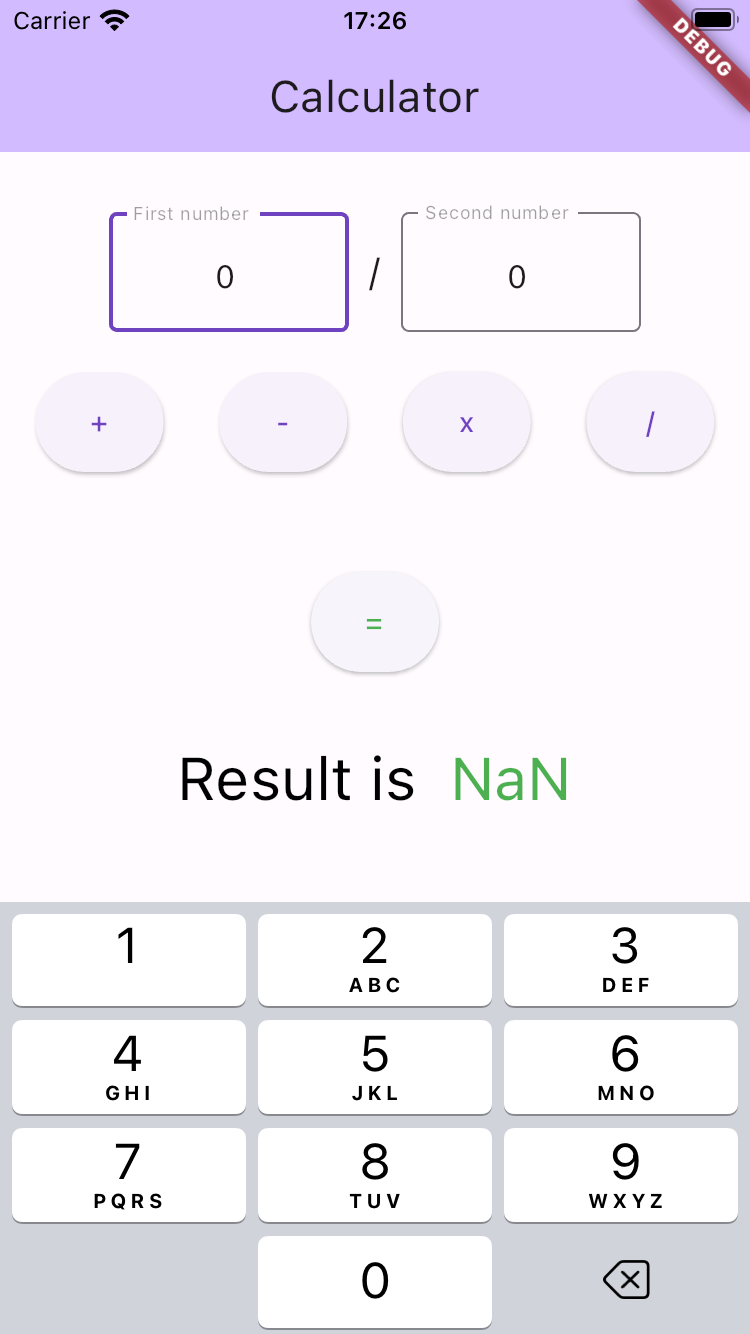 Carrier 17:26
DEBUG
Calculator
First number Second number
0 / 0
+ - x /
=
Result is NaN
1 2 3
ABC DEF
4 5 6
GHI JKL MNO
7 8 9
PQRS TUV WXYZ
0